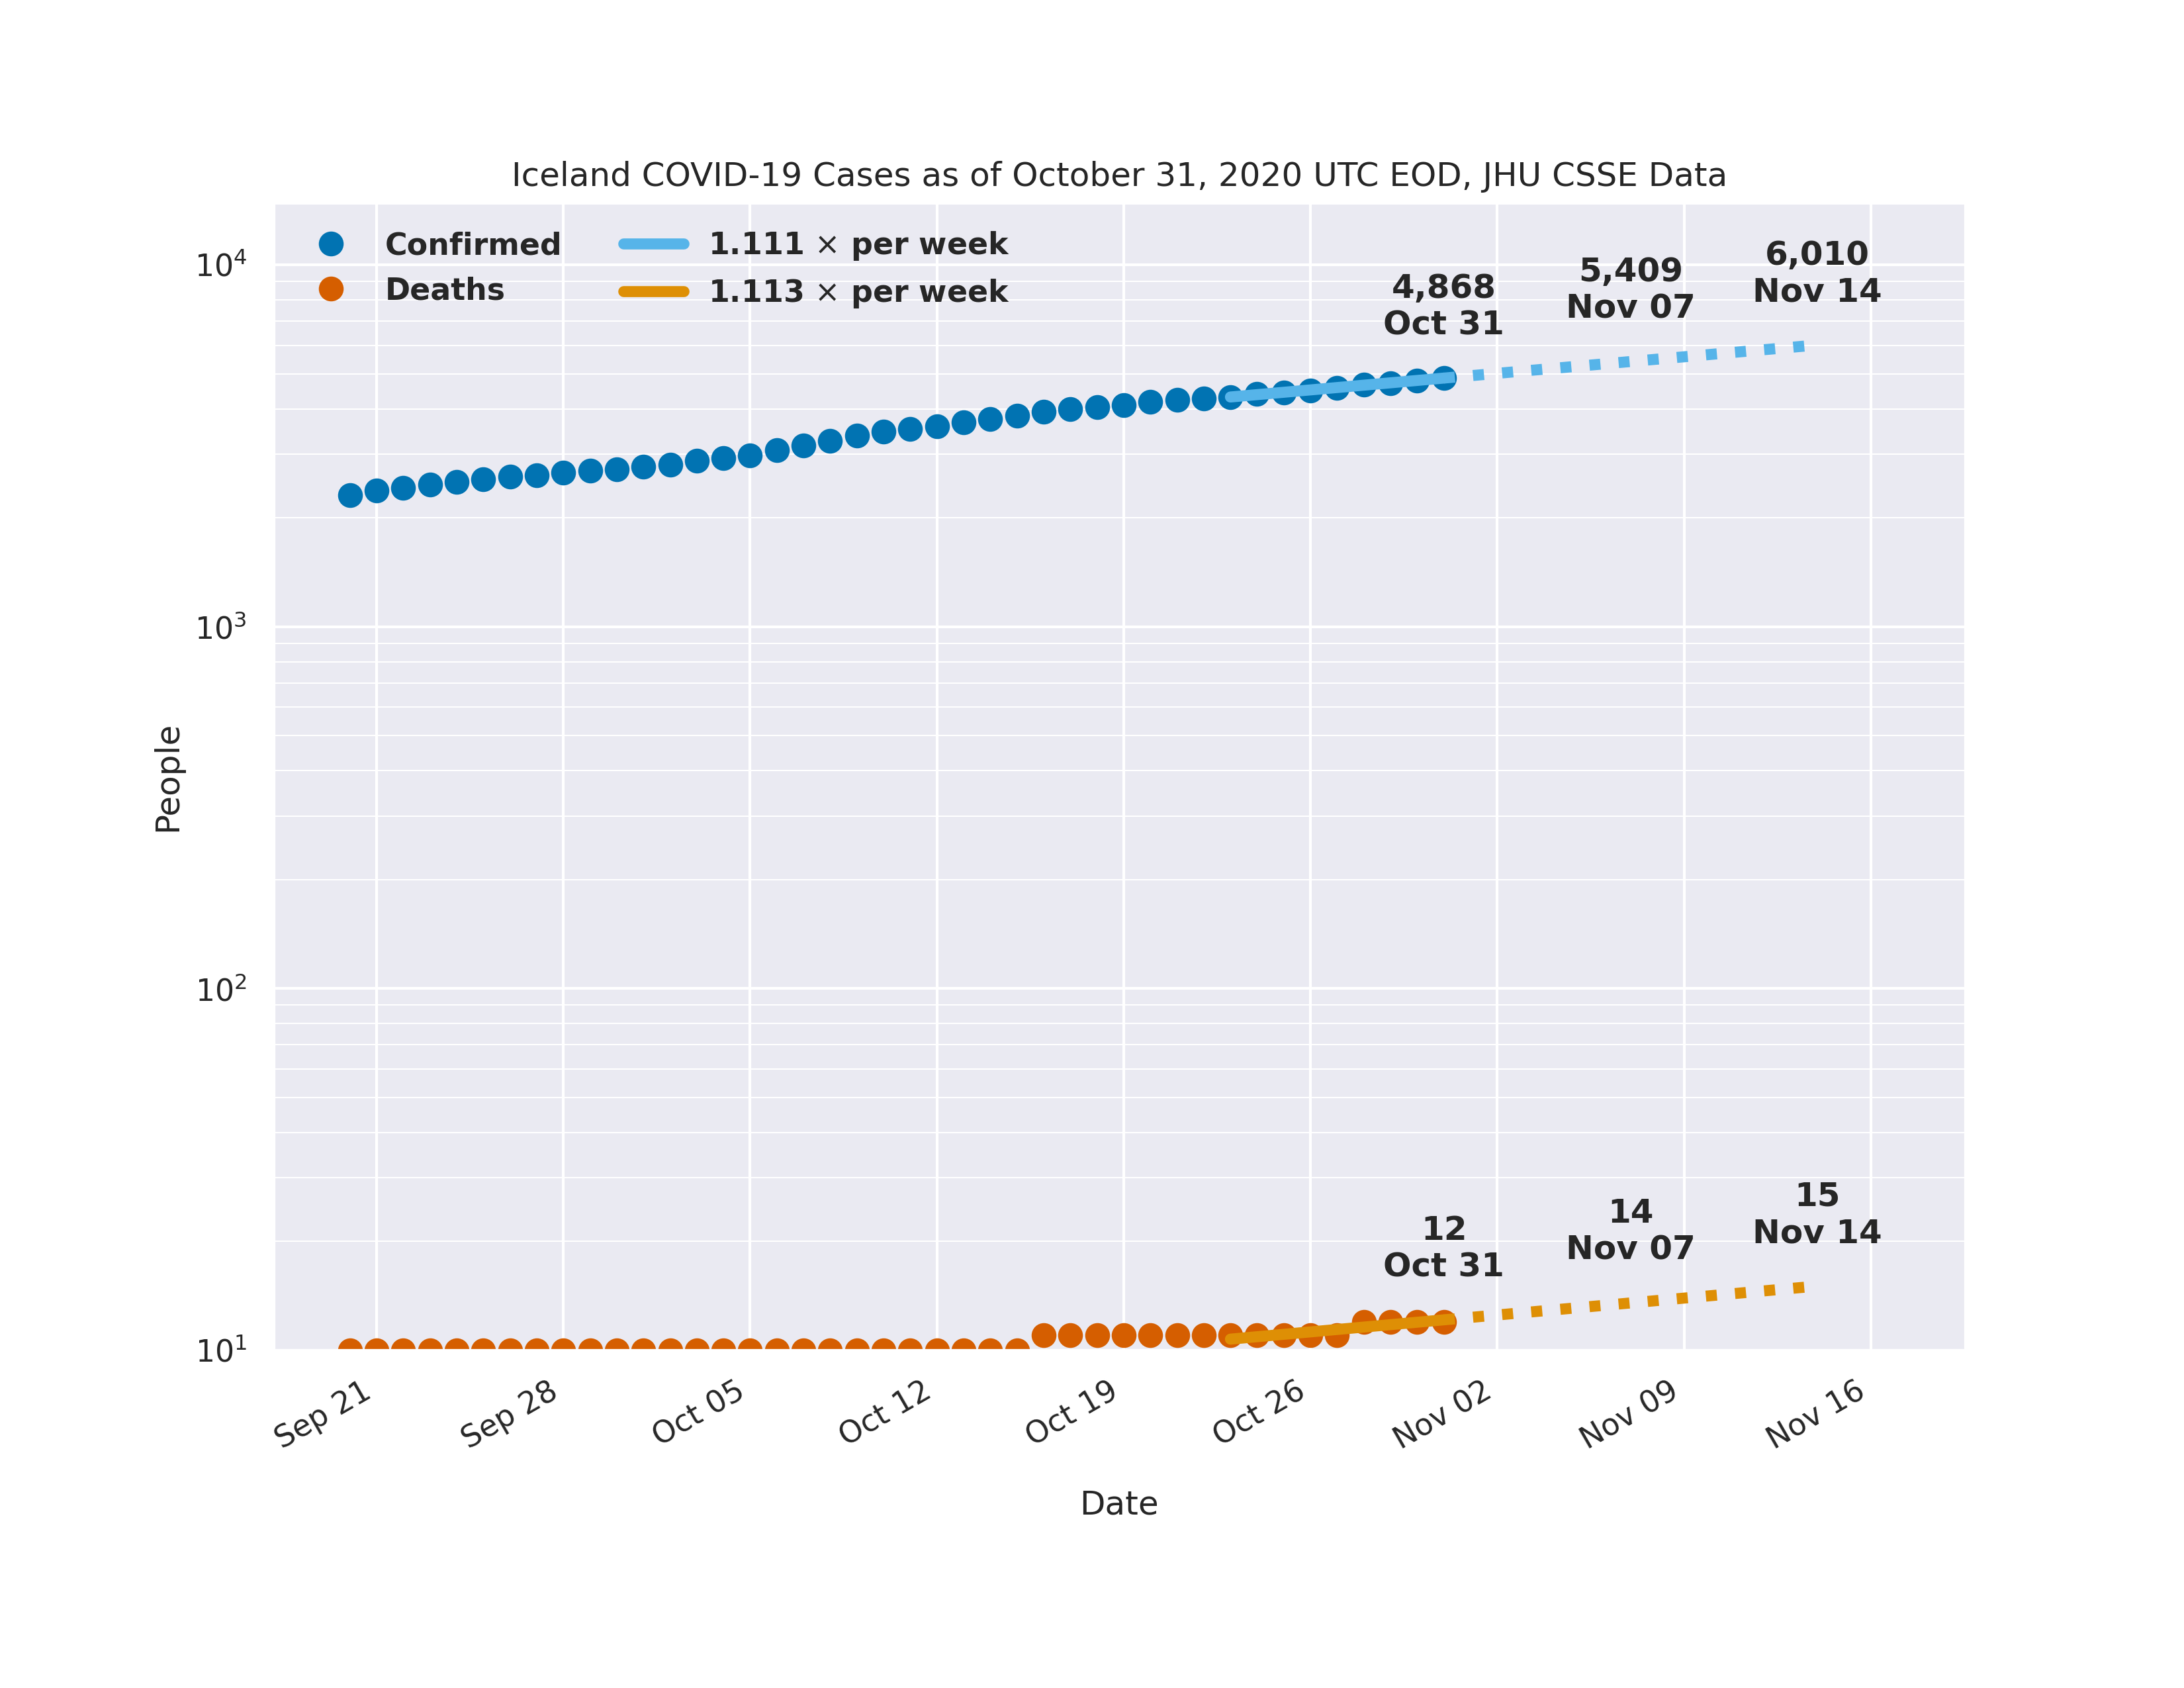 Iceland COVID-19 Cases as of October 31, 2020 UTC EOD, JHU CSSE Data
Confirmed
Deaths
1.111 × per week
1.113 × per week
4,868
Oct 31
5,409
Nov 07
6,010
Nov 14
12
Oct 31
14
Nov 07
15
Nov 14
10⁴
10³
10²
10¹
People
Sep 21
Sep 28
Oct 05
Oct 12
Oct 19
Oct 26
Nov 02
Nov 09
Nov 16
Date